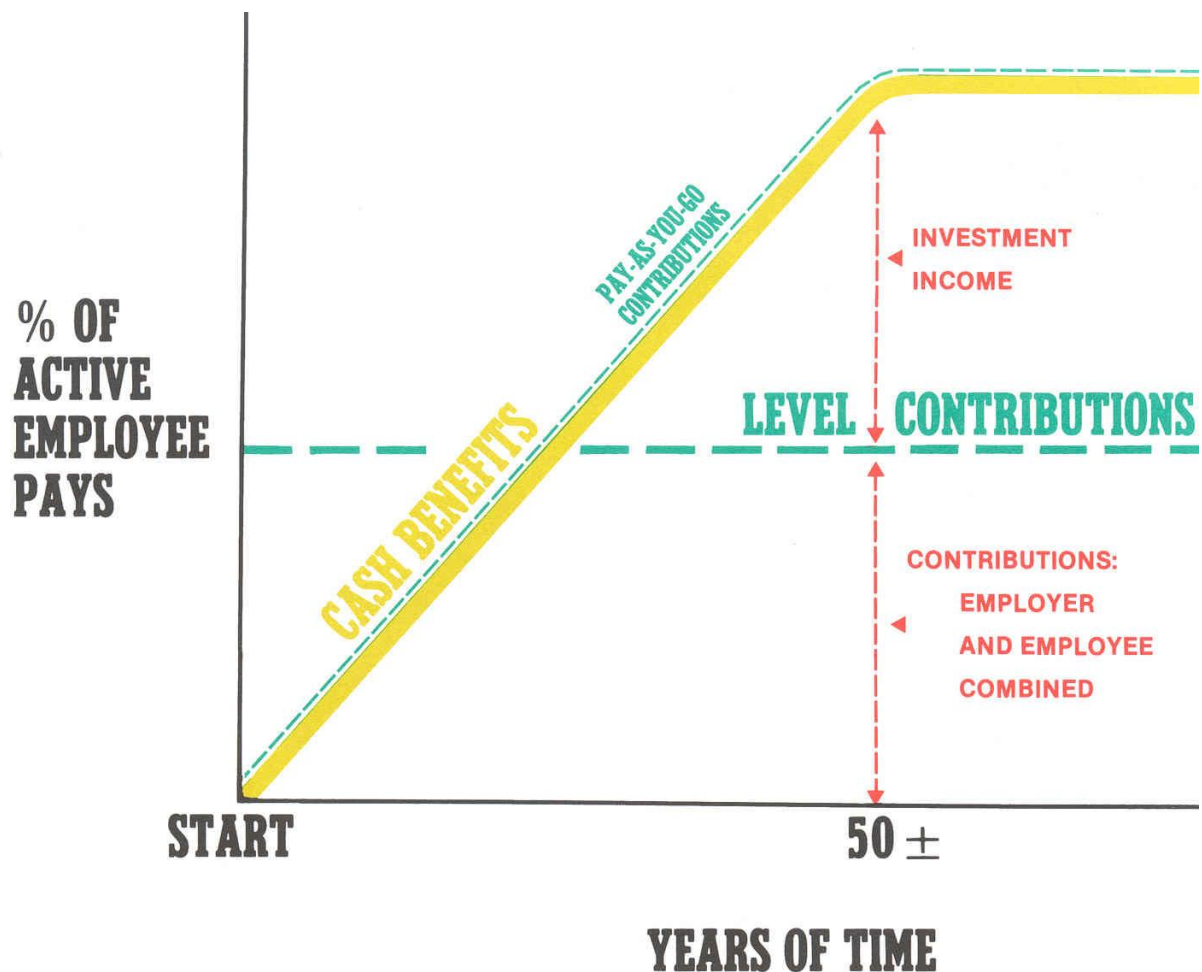 PAY-AS-YOU-GO
CONTRIBUTIONS
INVESTMENT
INCOME
% OF
ACTIVE
EMPLOYEE
PAYS
LEVEL CONTRIBUTIONS
CASH BENEFITS
CONTRIBUTIONS:
EMPLOYER
AND EMPLOYEE
COMBINED
START
50 ±
YEARS OF TIME